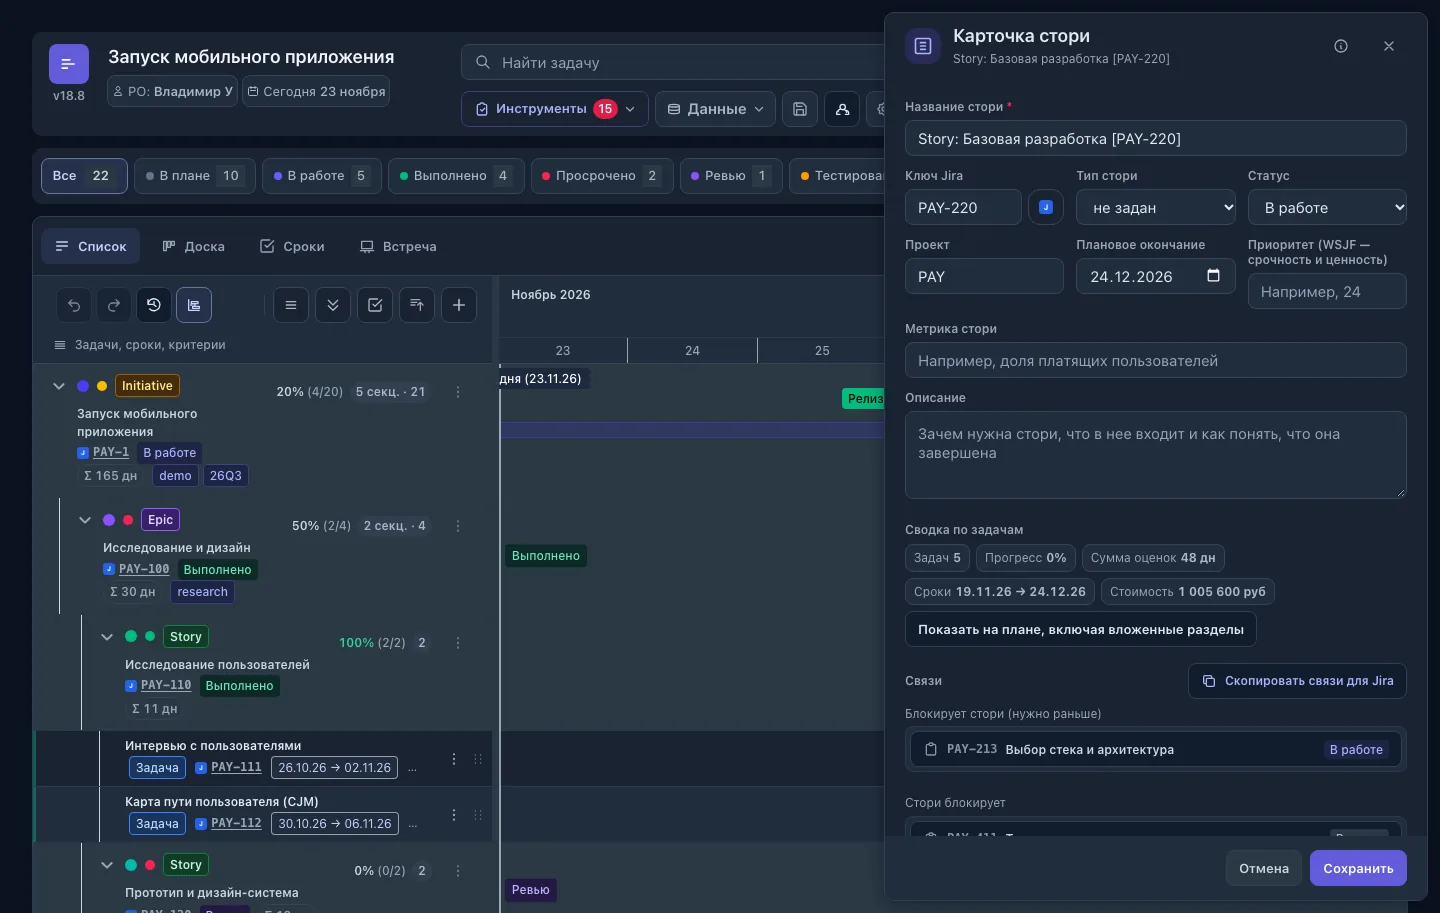 Запуск мобильного приложения
v18.8
PO: Владимир У
Сегодня 23 ноября
Найти задачу
Инструменты 15
Данные
Все 22
В плане 10
В работе 5
Выполнено 4
Просрочено 2
Ревью 1
Список
Доска
Сроки
Встреча
Задачи, сроки, критерии
Ноябрь 2026
23 24 25
дня (23.11.26)
Релиз
Initiative
20% (4/20) 5 секц. · 21
Запуск мобильного
приложения
PAY-1 В работе
Σ 165 дн demo 26Q3
Epic
50% (2/4) 2 секц. · 4
Исследование и дизайн
PAY-100 Выполнено
Σ 30 дн research
Выполнено
Story
100% (2/2) 2
Исследование пользователей
PAY-110 Выполнено
Σ 11 дн
Интервью с пользователями
Задача PAY-111 26.10.26 → 02.11.26 ...
Карта пути пользователя (CJM)
Задача PAY-112 30.10.26 → 06.11.26 ...
Story
0% (0/2) 2
Прототип и дизайн-система
Ревью
Карточка стори
Story: Базовая разработка [PAY-220]
Название стори *
Story: Базовая разработка [PAY-220]
Ключ Jira
PAY-220
Тип стори
не задан
Статус
В работе
Проект
PAY
Плановое окончание
24.12.2026
Приоритет (WSJF —
срочность и ценность)
Например, 24
Метрика стори
Например, доля платящих пользователей
Описание
Зачем нужна стори, что в нее входит и как понять, что она
завершена
Сводка по задачам
Задач 5
Прогресс 0%
Сумма оценок 48 дн
Сроки 19.11.26 → 24.12.26
Стоимость 1 005 600 руб
Показать на плане, включая вложенные разделы
Связи
Скопировать связи для Jira
Блокирует стори (нужно раньше)
PAY-213 Выбор стека и архитектура В работе
Стори блокирует
Отмена
Сохранить